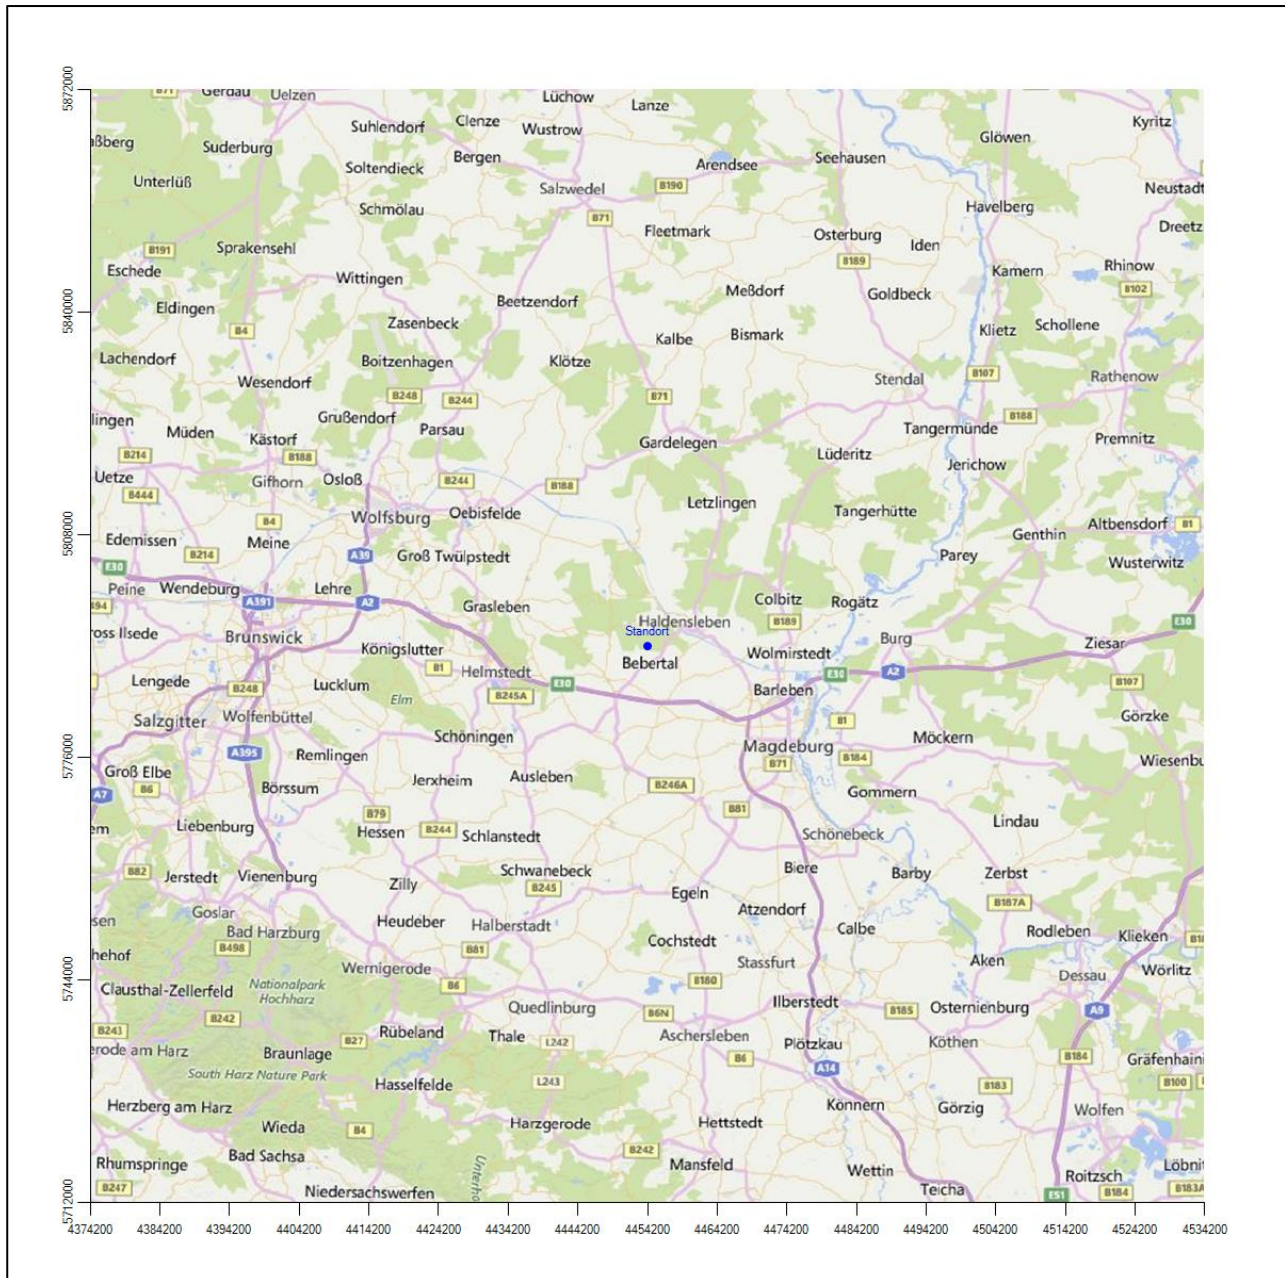 5872000
B71
Gerdau
Uelzen
Lüchow
Lanze
Suhlendorf
Clenze
Wustrow
Kyritz
aßberg
Suderburg
Glöwen
Soltendieck
Bergen
Arendsee
Seehausen
Unterlüß
Salzwedel
B190
Neustadt
Schmölau
B71
Havelberg
Fleetmark
Dreetz
B191
Sprakensehl
Osterburg
Iden
B189
Eschede
Wittingen
Kamern
Rhinow
B102
Eldingen
Beetzendorf
Meßdorf
Goldbeck
5840000
B4
Zasenbeck
Kalbe
Bismark
Klietz
Schollene
Lachendorf
Boitzenhagen
Klötze
Wesendorf
Stendal
B107
Rathenow
B248
B244
B71
lingen
Grußendorf
Parsau
B188
Müden
Kästorf
Gardelegen
Tangermünde
Premnitz
B214
B188
Lüderitz
Jerichow
Uetze
Gifhorn
Osloß
B244
B188
B444
Letzlingen
B4
Wolfsburg
Oebisfelde
Tangerhütte
Altbensdorf
B1
5808000
Edemissen
Meine
Genthin
B214
A39
Groß Twülpstedt
Parey
Wusterwitz
E30
Peine
Wendeburg
Lehre
A391
A2
Grasleben
Colbitz
Rogätz
494
Haldensleben
B189
E30
ross Ilsede
Brunswick
Standort
Burg
Ziesar
Königslutter
Bebertal
Wolmirstedt
B1
Helmstedt
E30
A2
Lengede
B248
Lucklum
E30
B107
Elm
B245A
Barleben
Salzgitter
Wolfenbüttel
B1
Görzke
Schöningen
Magdeburg
Möckern
5776000
A395
Remlingen
B71
B184
Wiesenbu
Groß Elbe
Jerxheim
Ausleben
B6
Börssum
B246A
Gommern
A7
B81
em
Liebenburg
B79
Hessen
B244
Schlanstedt
Schönebeck
Lindau
B82
Jerstedt
Vienenburg
Zilly
Schwanebeck
B245
Biere
Barby
Zerbst
Egeln
Atzendorf
B187A
sen
Goslar
Heudeber
Halberstadt
Bad Harzburg
Calbe
Rodleben
Klieken
B18
hehof
B498
B81
Cochstedt
Wernigerode
Stassfurt
Aken
Dessau
Wörlitz
5744000
Clausthal-Zellerfeld
Nationalpark
Hochharz
B6
B180
B242
Quedlinburg
B6N
Ilberstedt
B185
Osternienburg
A9
B241
Rübeland
Thale
L242
Aschersleben
erode am Harz
B27
Plötzkau
Köthen
Braunlage
B6
B184
Gräfenhaini
South Harz Nature Park
Hasselfelde
L243
A14
B183
B100
Herzberg am Harz
Könnern
Görzig
Wolfen
Wieda
B4
Harzgerode
Hettstedt
Bad Sachsa
B242
Rhumspringe
Mansfeld
Wettin
Roitzsch
Löbnit
B247
Unterha
Niedersachswerfen
Teicha
E51
B184
B183A
5712000
4374200 4384200 4394200 4404200 4414200 4424200 4434200 4444200 4454200 4464200 4474200 4484200 4494200 4504200 4514200 4524200 4534200